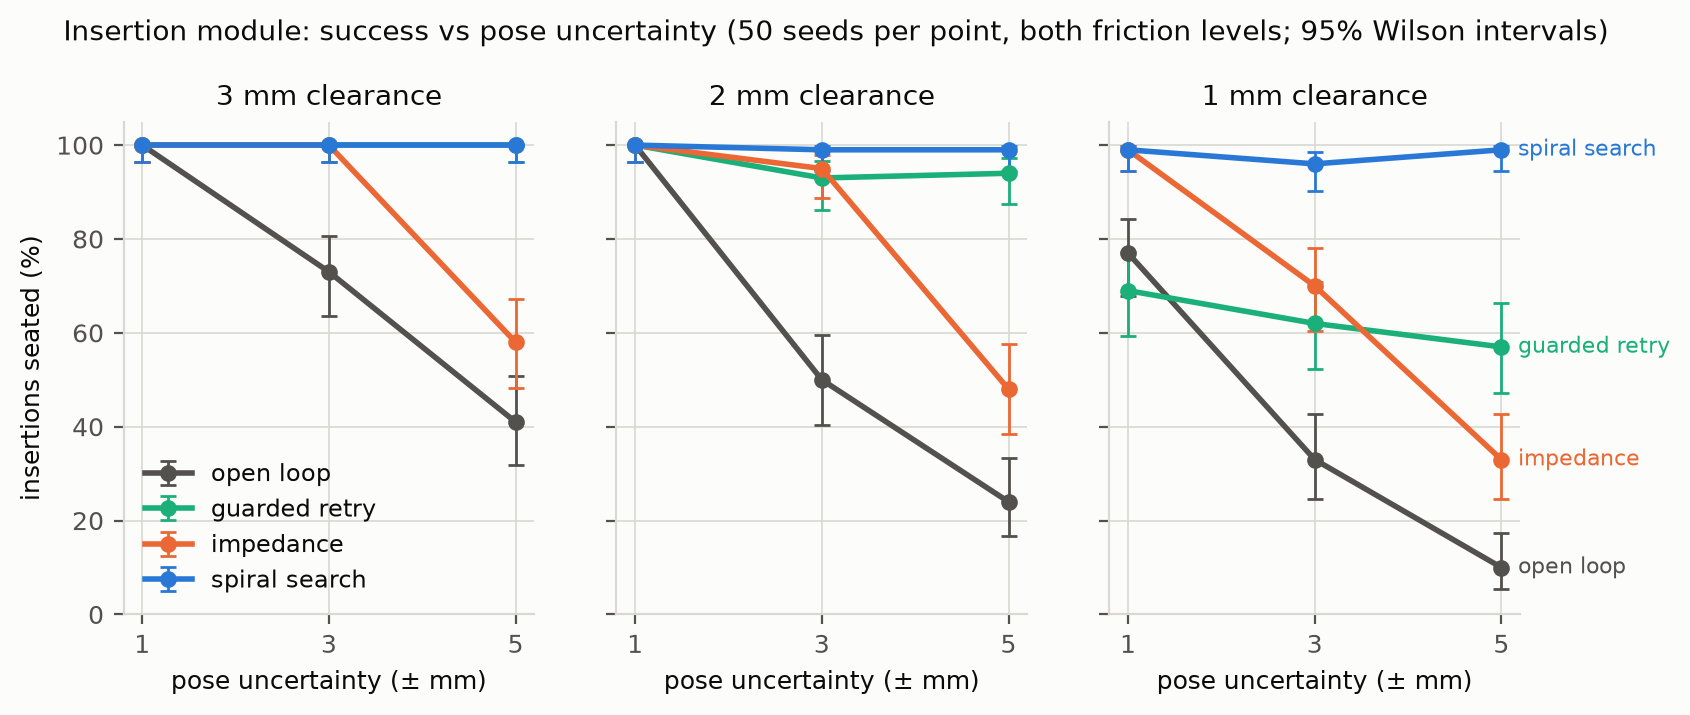 Insertion module: success vs pose uncertainty (50 seeds per point, both friction levels; 95% Wilson intervals)
3 mm clearance
2 mm clearance
1 mm clearance
insertions seated (%)
100
80
60
40
20
0
open loop
guarded retry
impedance
spiral search
1 3 5
pose uncertainty (± mm)
1 3 5
pose uncertainty (± mm)
spiral search
guarded retry
impedance
open loop
1 3 5
pose uncertainty (± mm)